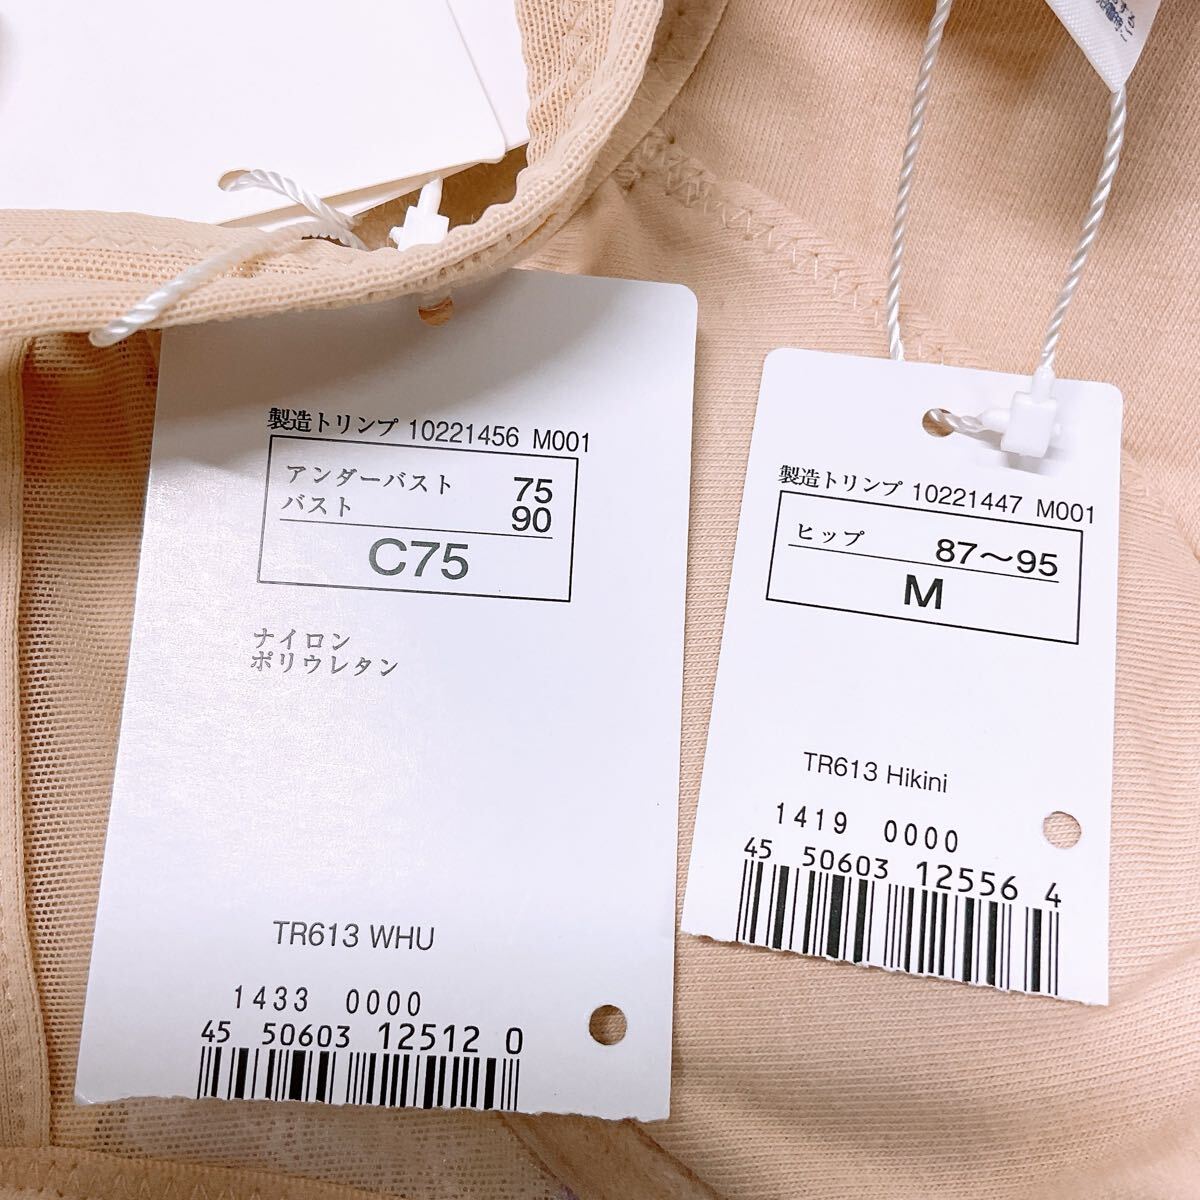 製造トリンプ 10221456 M001
アンダーバスト 75
バスト 90
C75
ナイロン
ポリウレタン
TR613 WHU
1433 0000
45 50603 12512 0
製造トリンプ 10221447 M001
ヒップ 87〜95
M
TR613 Hikini
1419 0000
45 50603 12556 4